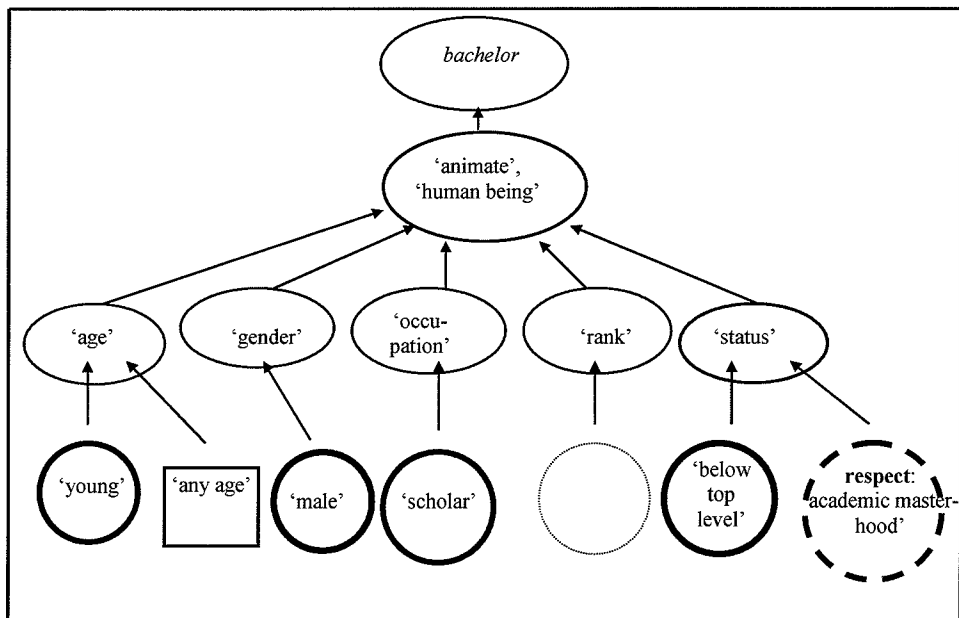 bachelor
‘animate’,
‘human being’
‘age’
‘gender’
‘occu-
pation’
‘rank’
‘status’
‘young’
‘any age’
‘male’
‘scholar’
‘below
top
level’
respect:
academic master-
hood’